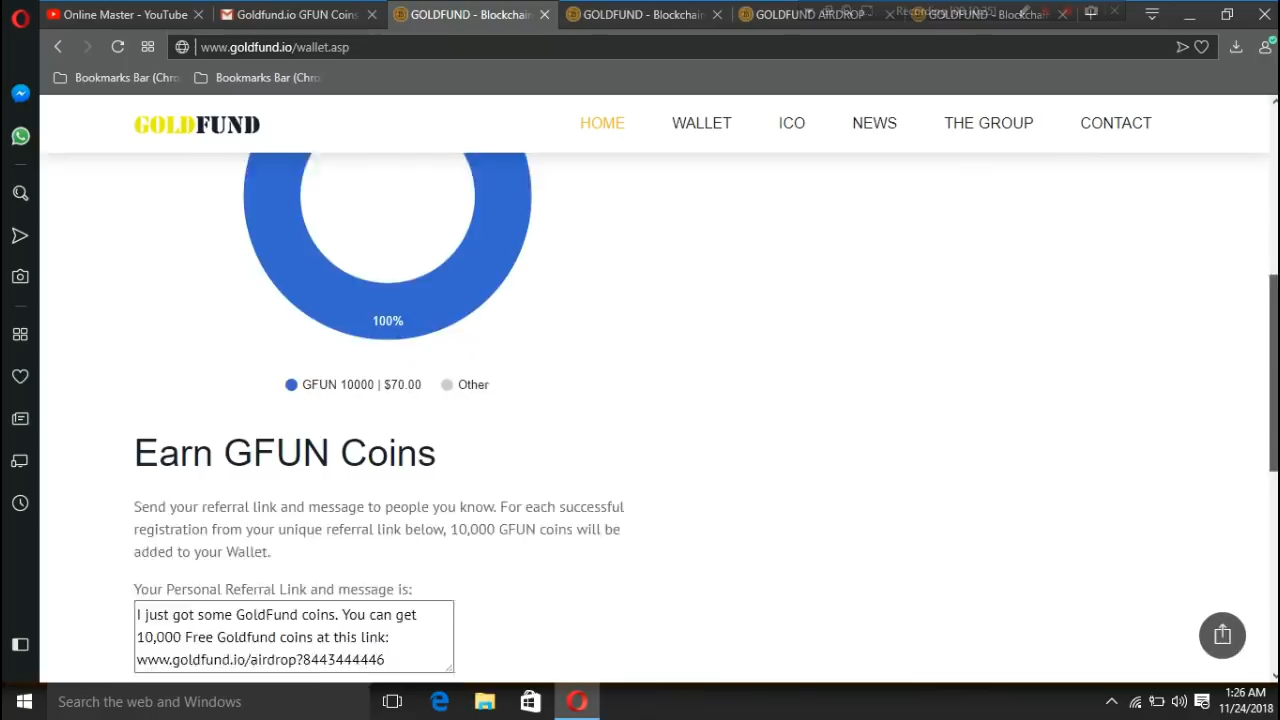 Online Master - YouTube
Goldfund.io GFUN Coins
GOLDFUND - Blockchain
GOLDFUND - Blockchain
GOLDFUND AIRDROP
GOLDFUND - Blockchain
www.goldfund.io/wallet.asp
Bookmarks Bar (Chro
Bookmarks Bar (Chro
GOLDFUND
HOME
WALLET
ICO
NEWS
THE GROUP
CONTACT
100%
GFUN 10000 | $70.00
Other
Earn GFUN Coins
Send your referral link and message to people you know. For each successful
registration from your unique referral link below, 10,000 GFUN coins will be
added to your Wallet.
Your Personal Referral Link and message is:
I just got some GoldFund coins. You can get
10,000 Free Goldfund coins at this link:
www.goldfund.io/airdrop?8443444446
Search the web and Windows
1:26 AM
11/24/2018